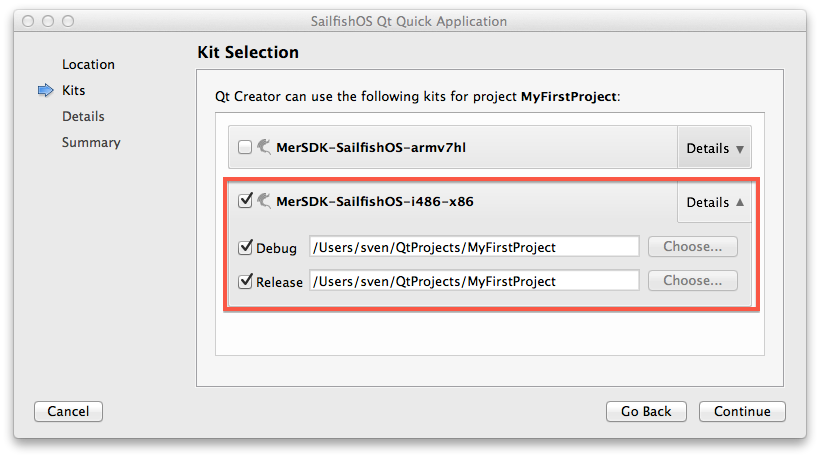 SailfishOS Qt Quick Application
Location
Kits
Details
Summary
Kit Selection
Qt Creator can use the following kits for project MyFirstProject:
MerSDK-SailfishOS-armv7hl Details
MerSDK-SailfishOS-i486-x86 Details
Debug /Users/sven/QtProjects/MyFirstProject Choose...
Release /Users/sven/QtProjects/MyFirstProject Choose...
Cancel Go Back Continue